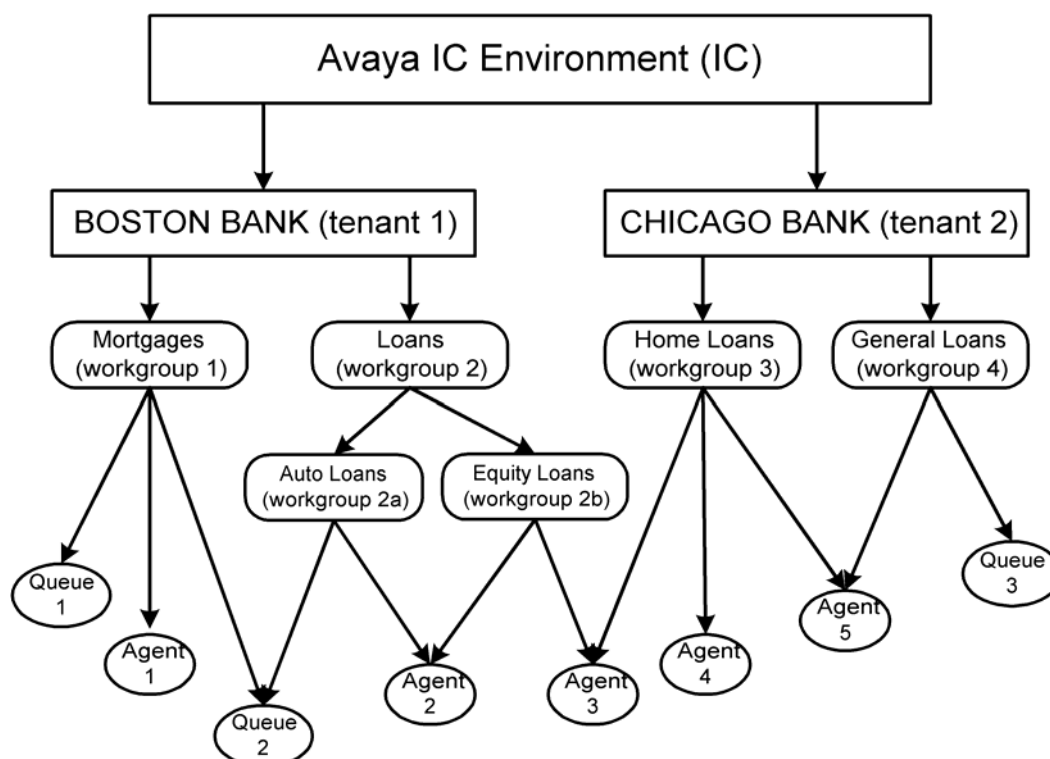 Avaya IC Environment (IC)
BOSTON BANK (tenant 1)
CHICAGO BANK (tenant 2)
Mortgages
(workgroup 1)
Loans
(workgroup 2)
Home Loans
(workgroup 3)
General Loans
(workgroup 4)
Auto Loans
(workgroup 2a)
Equity Loans
(workgroup 2b)
Queue
1
Agent
1
Queue
2
Agent
2
Agent
3
Agent
4
Agent
5
Queue
3